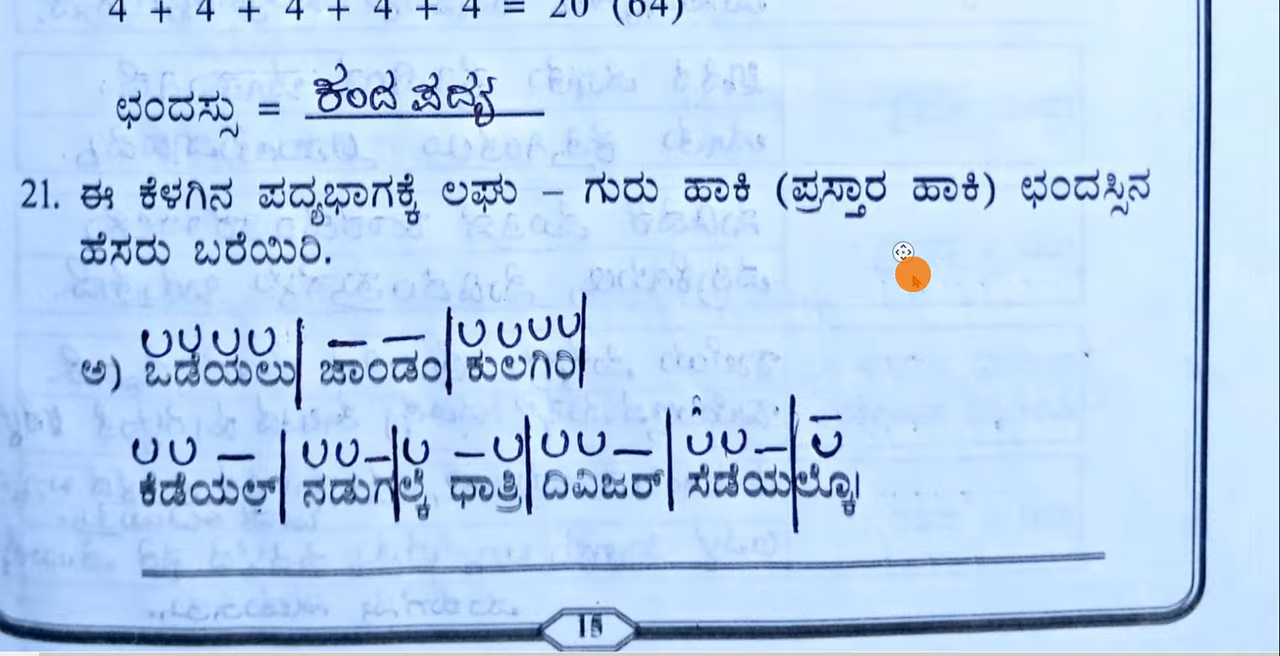 4 + 4 + 4 + 4 + 4 = 20 (64)
ಛಂದಸ್ಸು = ಕಂದ ಪದ್ಯ
21. ಈ ಕೆಳಗಿನ ಪದ್ಯಭಾಗಕ್ಕೆ ಲಘು – ಗುರು ಹಾಕಿ (ಪ್ರಸ್ತಾರ ಹಾಕಿ) ಛಂದಸ್ಸಿನ
ಹೆಸರು ಬರೆಯಿರಿ.
∪∪∪∪| — —|∪∪∪∪|
ಅ) ಒಡೆಯಲು| ಜಾಂಡಂ| ಕುಲಗಿರಿ|
∪∪ —|∪∪—|∪ —∪|∪∪—|∪∪—|∪
ಕೆಡೆಯಲ್| ನಡುಗ|ಲ್ಕೆ ಧಾತ್ರಿ| ದಿವಿಜರ್| ಸೆಡೆಯ|ಲ್ಕೊ।
15